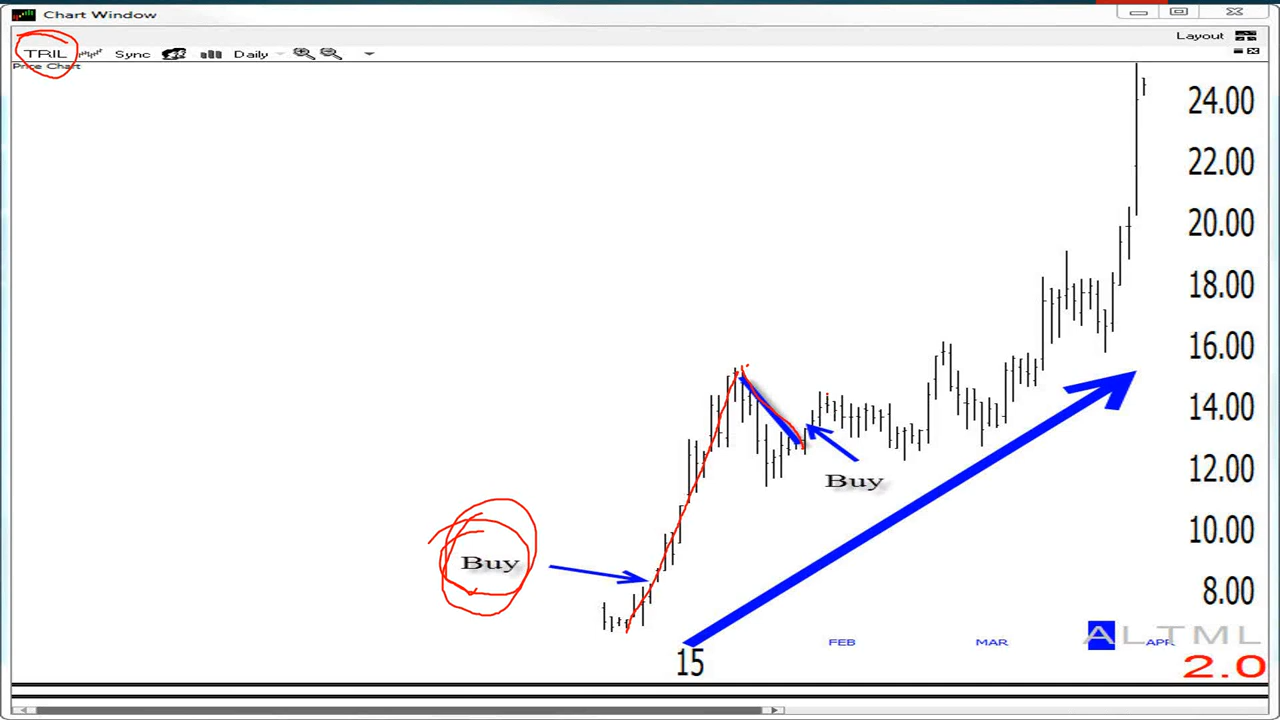 Chart Window
Layout
TRIL Sync Daily
Price Chart
24.00
22.00
20.00
18.00
16.00
14.00
12.00
Buy
10.00
Buy
8.00
FEB MAR APR
ALTML
15
2.0